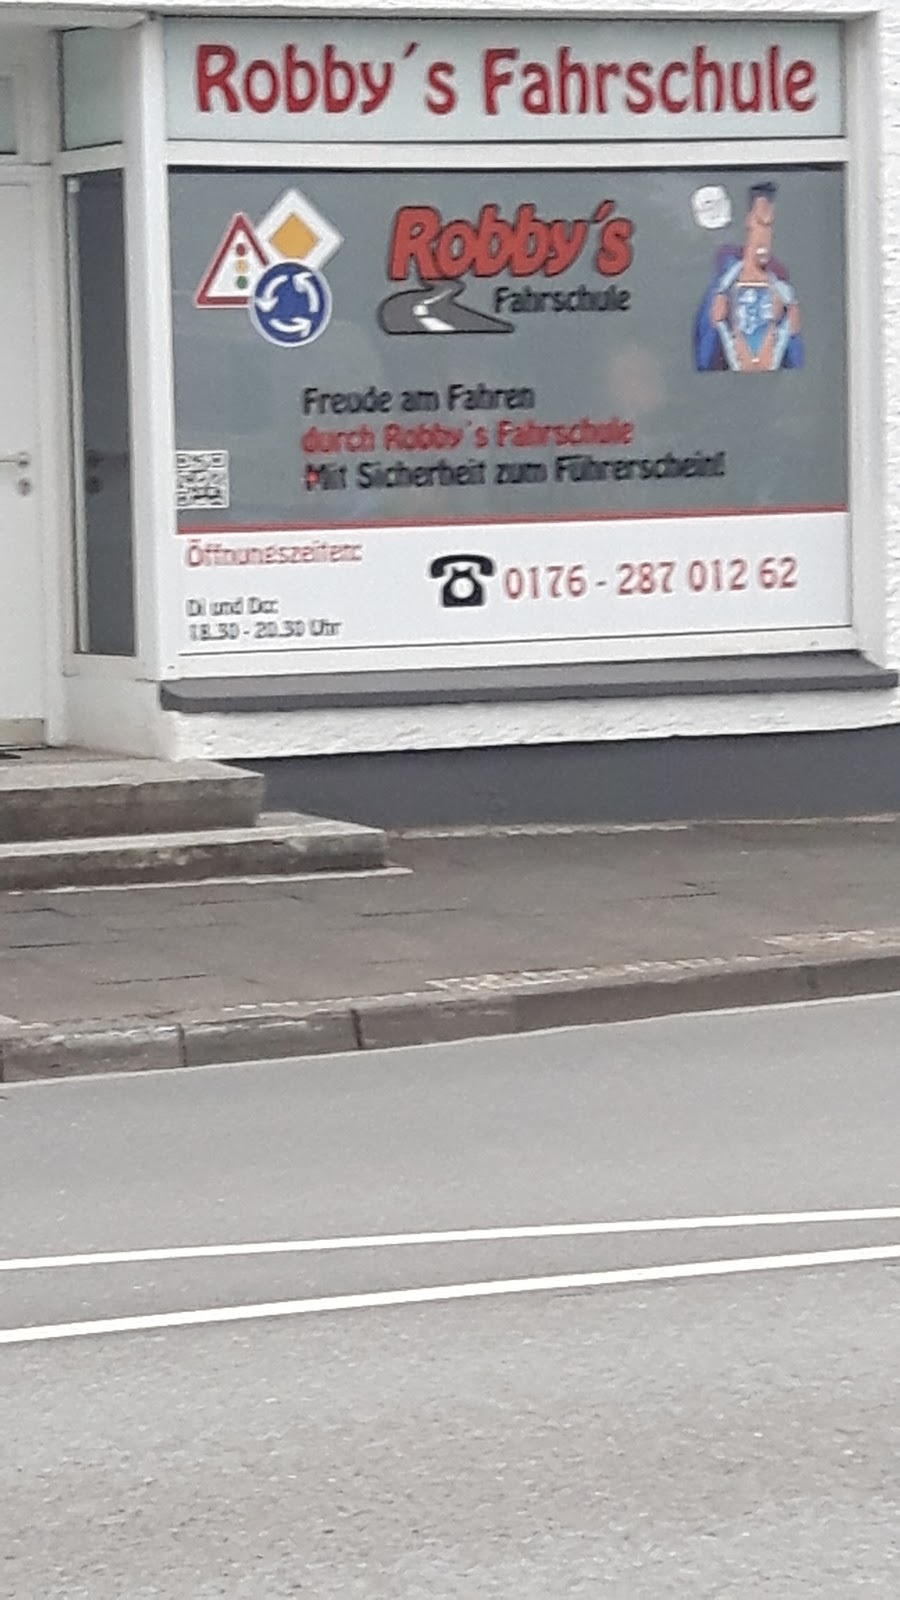 Robby´s Fahrschule
Robby´s
Fahrschule
Freude am Fahren
durch Robby´s Fahrschule
Mit Sicherheit zum Führerschein!
Öffnungszeiten:
Di und Do:
18.30 - 20.30 Uhr
0176 - 287 012 62